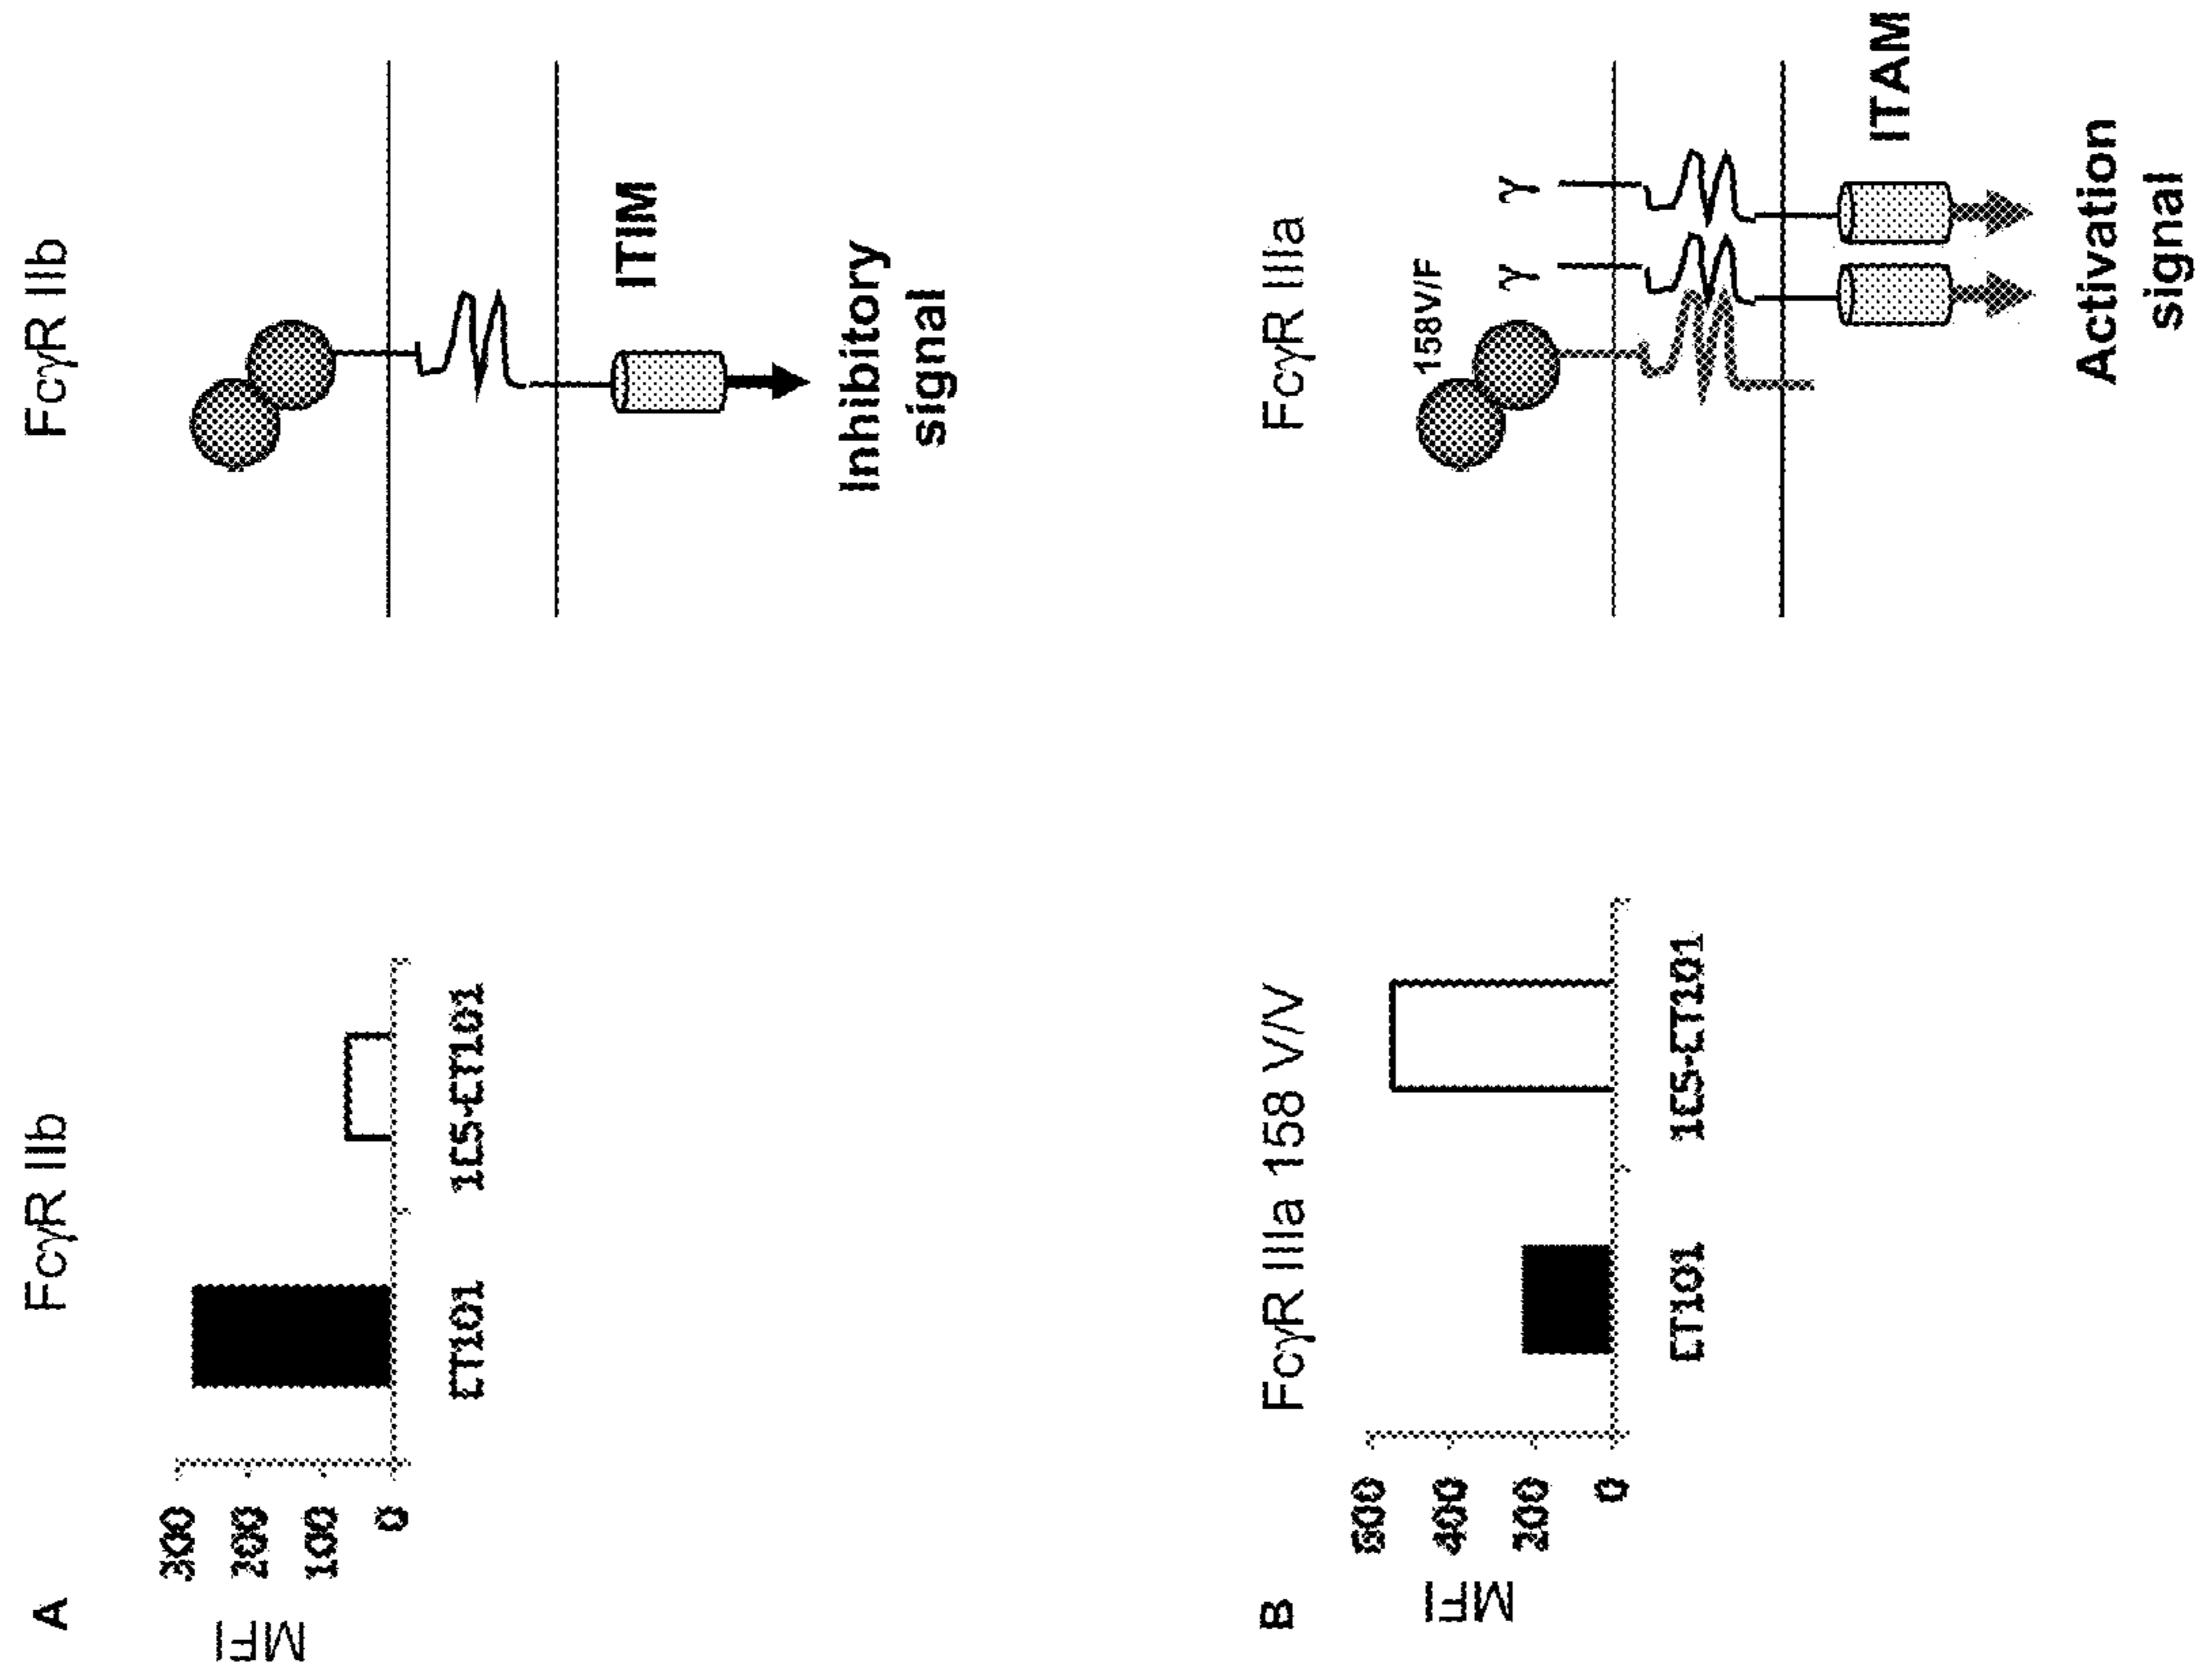 A
FcγR IIb
FcγR IIb
MFI
300
200
100
0
ET101
1C5-ET101
ITIM
Inhibitory
signal
B
FcγR IIIa 158 V/V
FcγR IIIa
MFI
600
400
200
0
ET101
1C5-ET101
158V/F
γ
γ
ITAM
Activation
signal